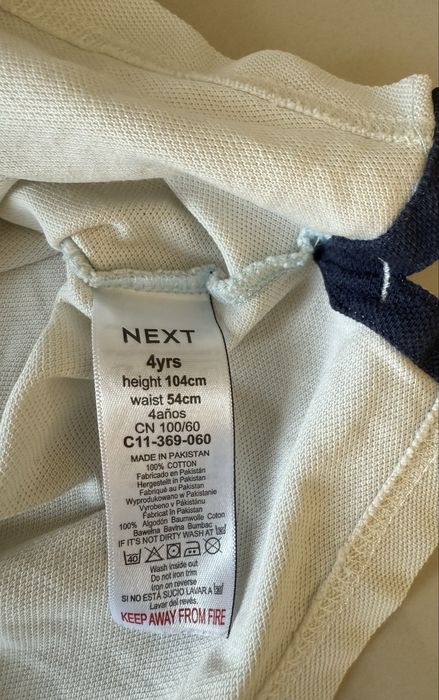 NEXT
4yrs
height 104cm
waist 54cm
4años
CN 100/60
C11-369-060
MADE IN PAKISTAN
100% COTTON
Fabricado en Pakistán
Hergestellt in Pakistan
Fabriqué au Pakistan
Wyprodukowano w Pakistanie
Vyrobeno v Pákistánu
Fabricat în Pakistan
100% Algodón Baumwolle Coton
Bawełna Bavlna Bumbac
IF IT'S NOT DIRTY WASH AT
40
Wash inside out
Do not iron trim
Iron on reverse
SI NO ESTÁ SUCIO LAVAR A
Lavar del revés.
KEEP AWAY FROM FIRE